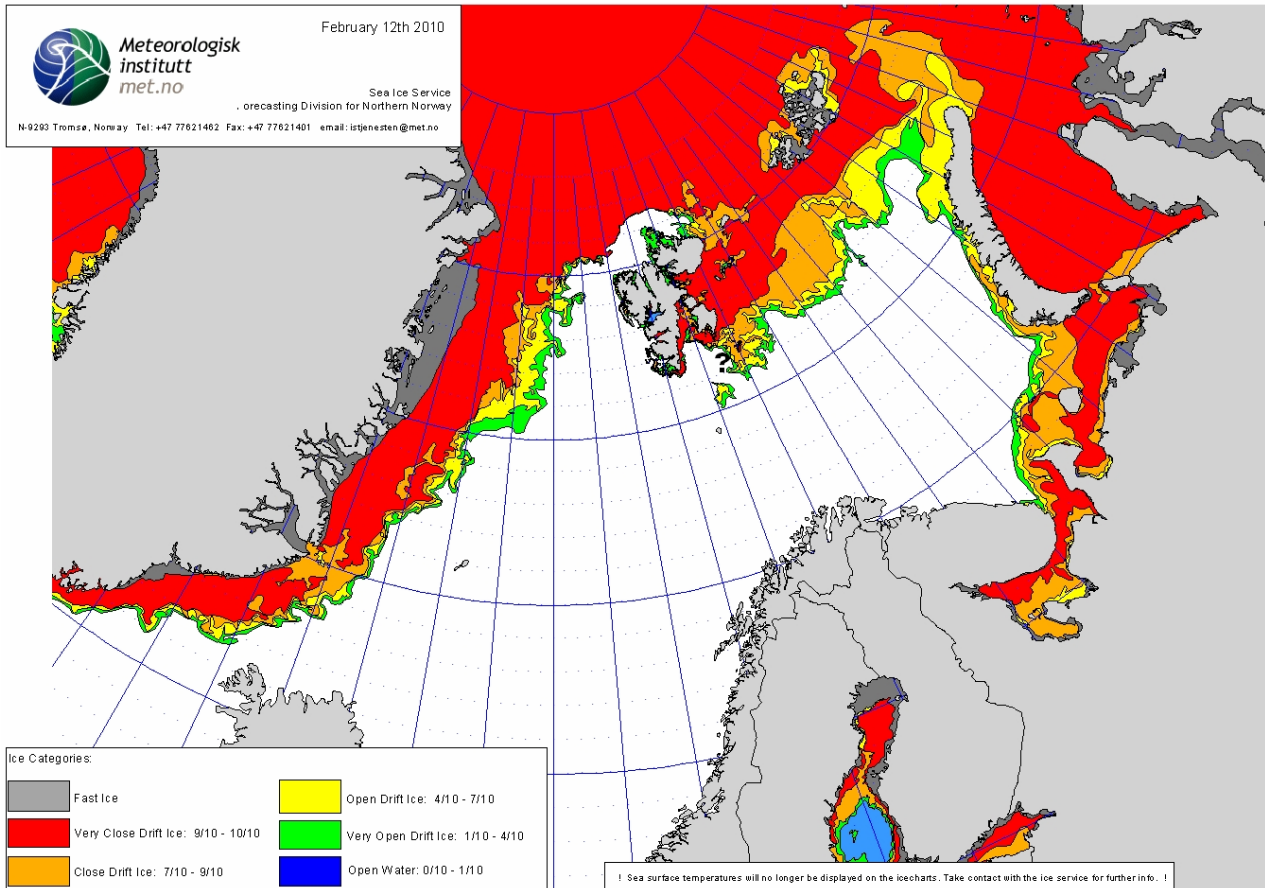 February 12th 2010
Meteorologisk
institutt
met.no
Sea Ice Service
. orecasting Division for Northern Norway
N-9293 Tromsø, Norway Tel: +47 77621462 Fax: +47 77621401 email: istjenesten@met.no
?
Ice Categories:
Fast Ice
Very Close Drift Ice: 9/10 - 10/10
Close Drift Ice: 7/10 - 9/10
Open Drift Ice: 4/10 - 7/10
Very Open Drift Ice: 1/10 - 4/10
Open Water: 0/10 - 1/10
! Sea surface temperatures will no longer be displayed on the icecharts. Take contact with the ice service for further info. !